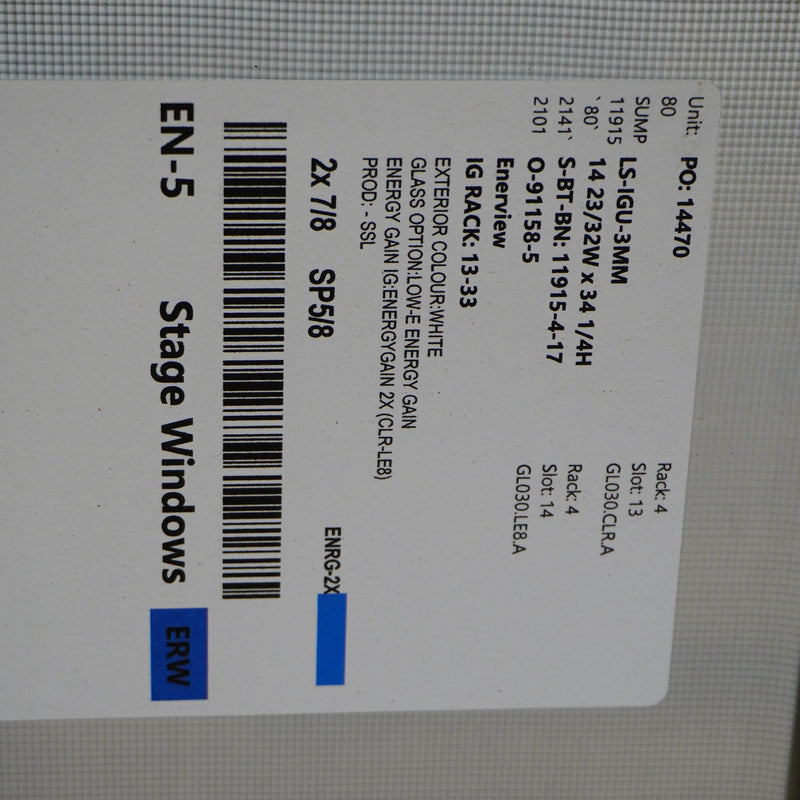 Unit: PO: 14470
80
SUMP LS-IGU-3MM
11915 14 23/32W x 34 1/4H
`80`
2141` S-BT-BN: 11915-4-17
2101 O-91158-5
Enerview
IG RACK: 13-33
Rack: 4
Slot: 13
GL030.CLR.A
Rack: 4
Slot: 14
GL030.LE8.A
EXTERIOR COLOUR:WHITE
GLASS OPTION:LOW-E ENERGY GAIN
ENERGY GAIN IG:ENERGYGAIN 2X (CLR-LE8)
PROD: - SSL
2x 7/8 SP5/8 ENRG-2X
EN-5 Stage Windows ERW